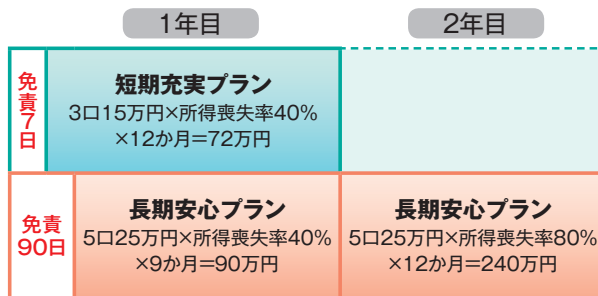 1年目
2年目
免責7日
短期充実プラン
3口15万円×所得喪失率40%
×12か月=72万円
免責
90日
長期安心プラン
5口25万円×所得喪失率40%
×9か月=90万円
長期安心プラン
5口25万円×所得喪失率80%
×12か月=240万円